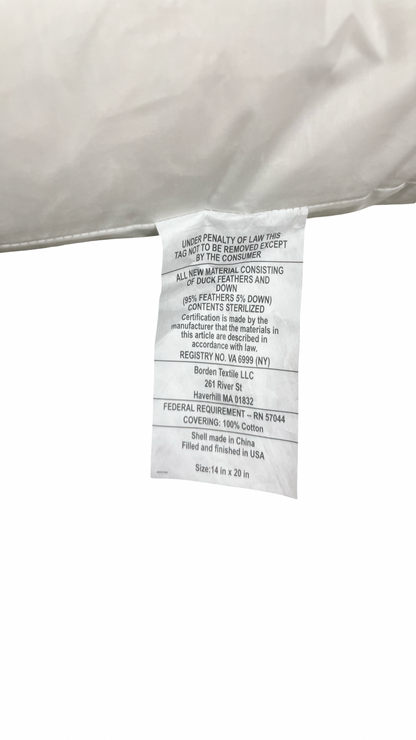 UNDER PENALTY OF LAW THIS
TAG NOT TO BE REMOVED EXCEPT
BY THE CONSUMER
ALL NEW MATERIAL CONSISTING
OF DUCK FEATHERS AND
DOWN
(95% FEATHERS 5% DOWN)
CONTENTS STERILIZED
Certification is made by the
manufacturer that the materials in
this article are described in
accordance with law.
REGISTRY NO. VA 6999 (NY)
Borden Textile LLC
261 River St
Haverhill MA 01832
FEDERAL REQUIREMENT -- RN 57044
COVERING: 100% Cotton
Shell made in China
Filled and finished in USA
Size:14 in x 20 in